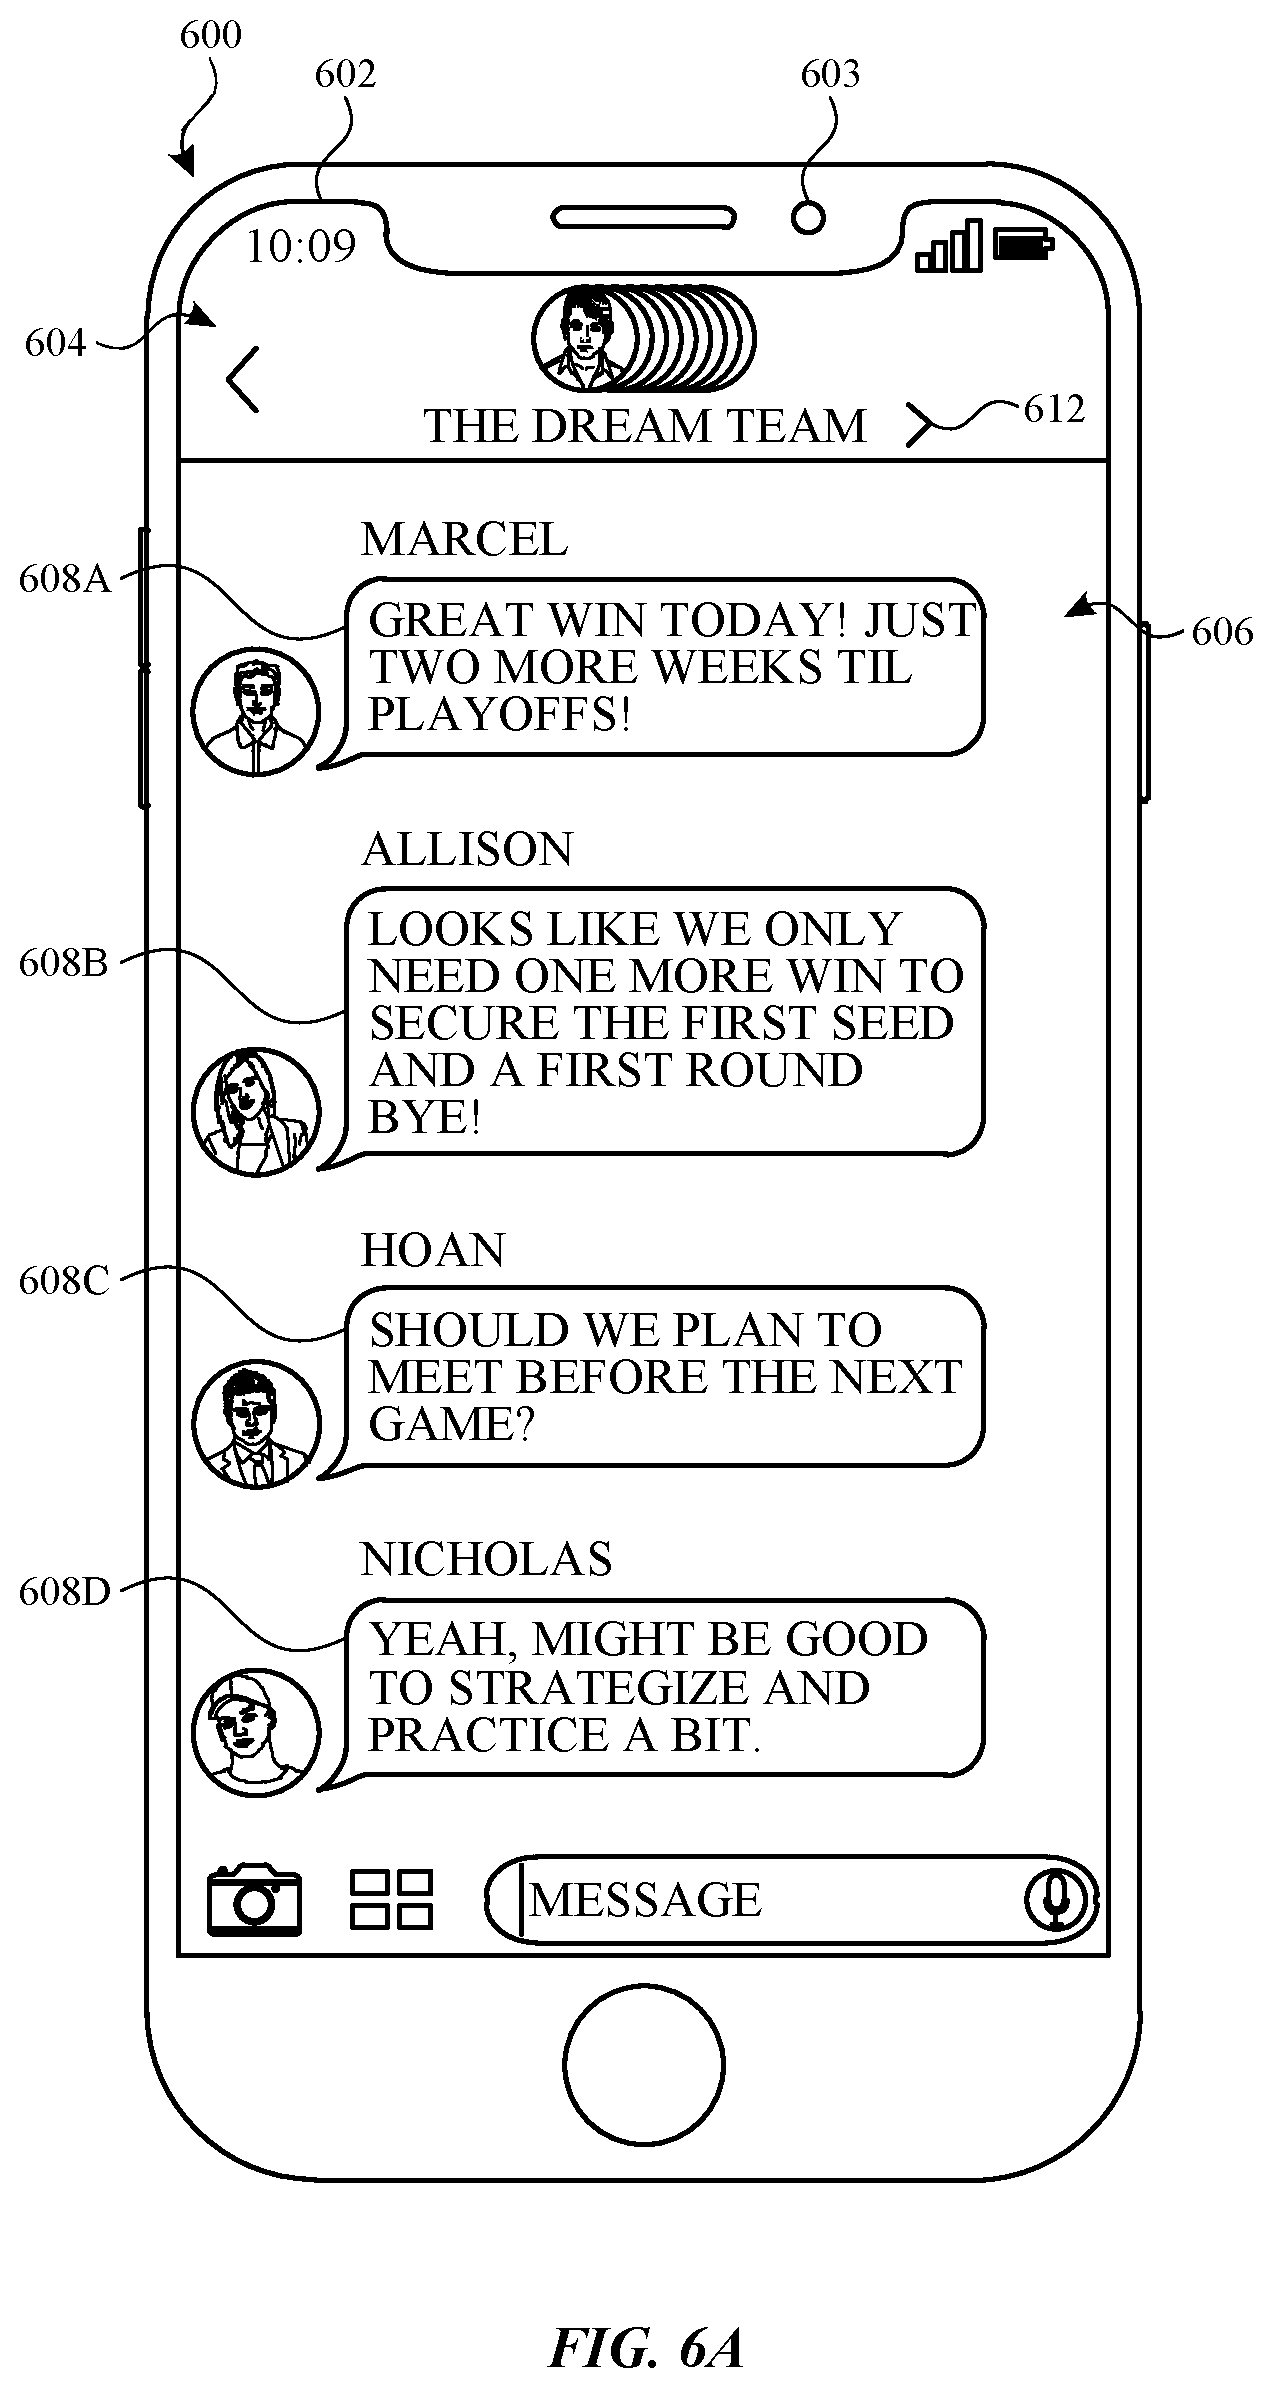 600
602
603
10:09
604
THE DREAM TEAM
612
MARCEL
608A
GREAT WIN TODAY! JUST
TWO MORE WEEKS TIL
PLAYOFFS!
606
ALLISON
608B
LOOKS LIKE WE ONLY
NEED ONE MORE WIN TO
SECURE THE FIRST SEED
AND A FIRST ROUND
BYE!
HOAN
608C
SHOULD WE PLAN TO
MEET BEFORE THE NEXT
GAME?
NICHOLAS
608D
YEAH, MIGHT BE GOOD
TO STRATEGIZE AND
PRACTICE A BIT.
MESSAGE
FIG. 6A